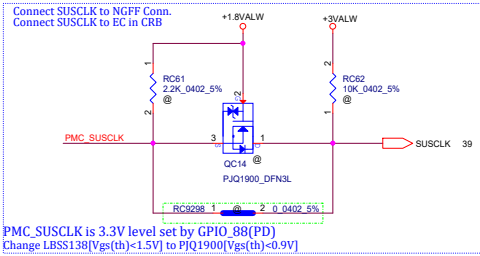 Connect SUSCLK to NGFF Conn.
Connect SUSCLK to EC in CRB
+1.8VALW
+3VALW
1
2
RC61
2.2K_0402_5%
@
2
2
G
RC62
10K_0402_5%
@
1
PMC_SUSCLK
3
S
1
D
SUSCLK
39
QC14
@
PJQ1900_DFN3L
RC9298
1
@
2
0_0402_5%
PMC_SUSCLK is 3.3V level set by GPIO_88(PD)
Change LBSS138[Vgs(th)<1.5V] to PJQ1900[Vgs(th)<0.9V]